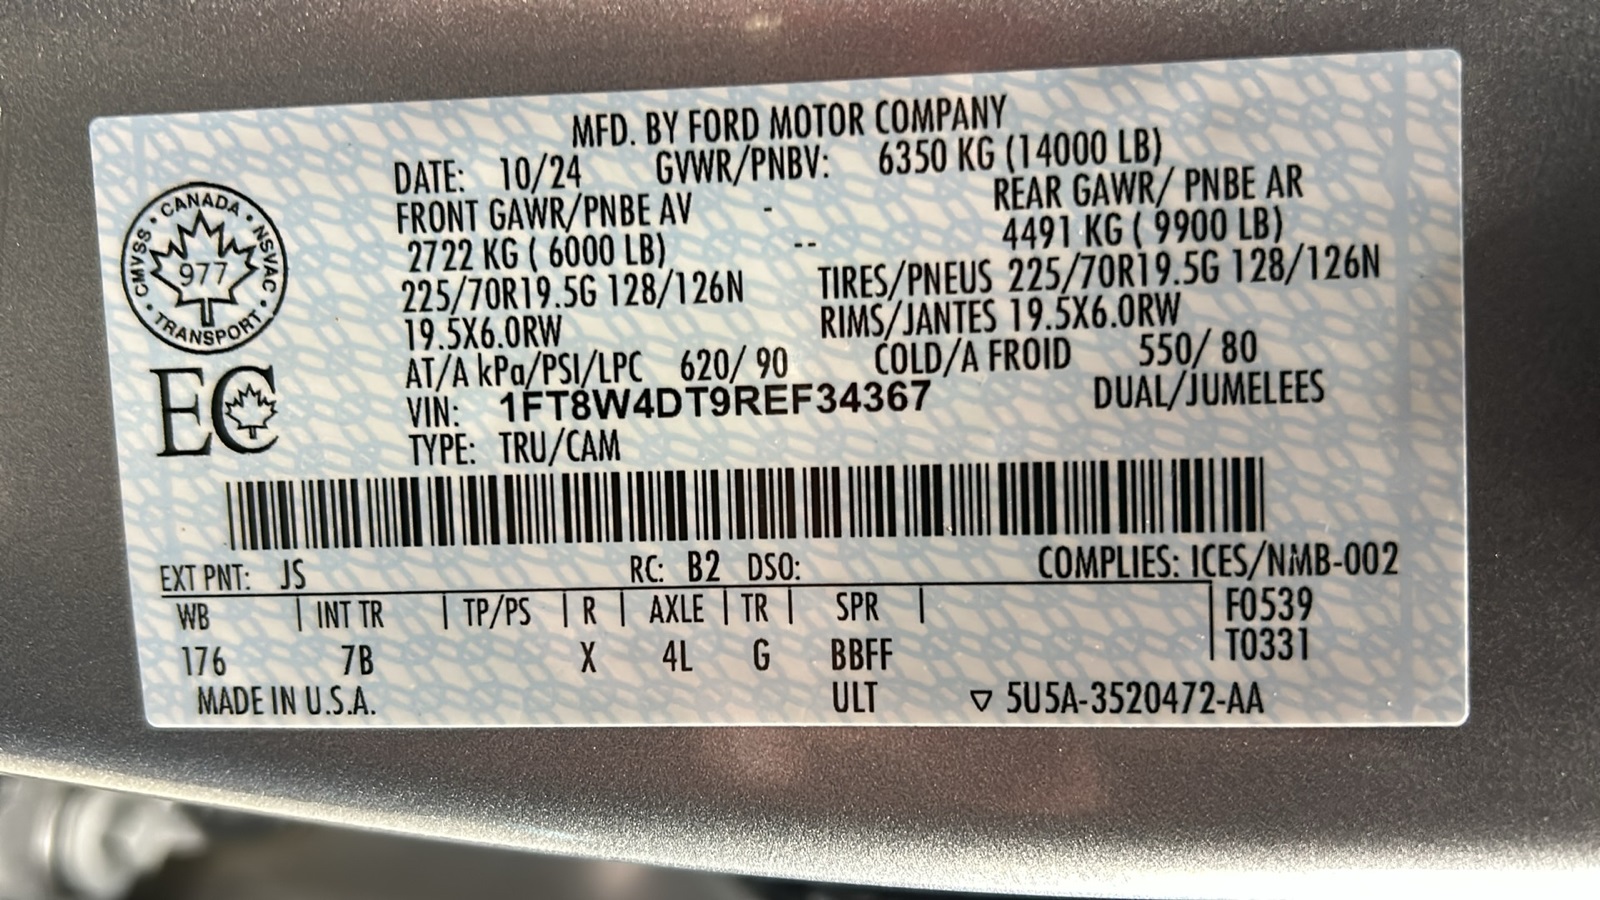 MFD. BY FORD MOTOR COMPANY
DATE: 10/24 GVWR/PNBV: 6350 KG (14000 LB)
FRONT GAWR/PNBE AV - REAR GAWR/ PNBE AR
2722 KG ( 6000 LB) -- 4491 KG ( 9900 LB)
225/70R19.5G 128/126N TIRES/PNEUS 225/70R19.5G 128/126N
19.5X6.0RW RIMS/JANTES 19.5X6.0RW
AT/A kPa/PSI/LPC 620/ 90 COLD/A FROID 550/ 80
VIN: 1FT8W4DT9REF34367 DUAL/JUMELEES
TYPE: TRU/CAM
CANADA
CMVSS
NSVAC
977
TRANSPORT
EC
EXT PNT: JS RC: B2 DSO: COMPLIES: ICES/NMB-002
WB | INT TR | TP/PS | R | AXLE | TR | SPR | F0539
T0331
176 7B X 4L G BBFF
MADE IN U.S.A. ULT ▽ 5U5A-3520472-AA